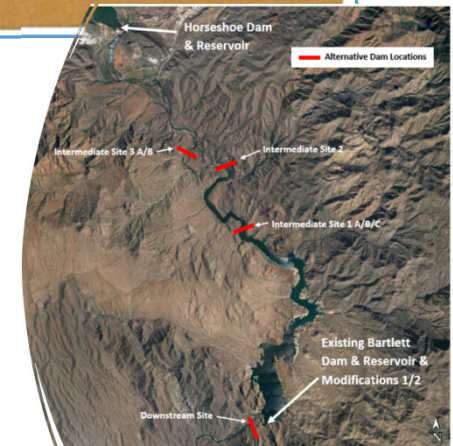 Horseshoe Dam
& Reservoir
Alternative Dam Locations
Intermediate Site 3 A/B
Intermediate Site 2
Intermediate Site 1 A/B/C
Existing Bartlett
Dam & Reservoir &
Modifications 1/2
Downstream Site
N